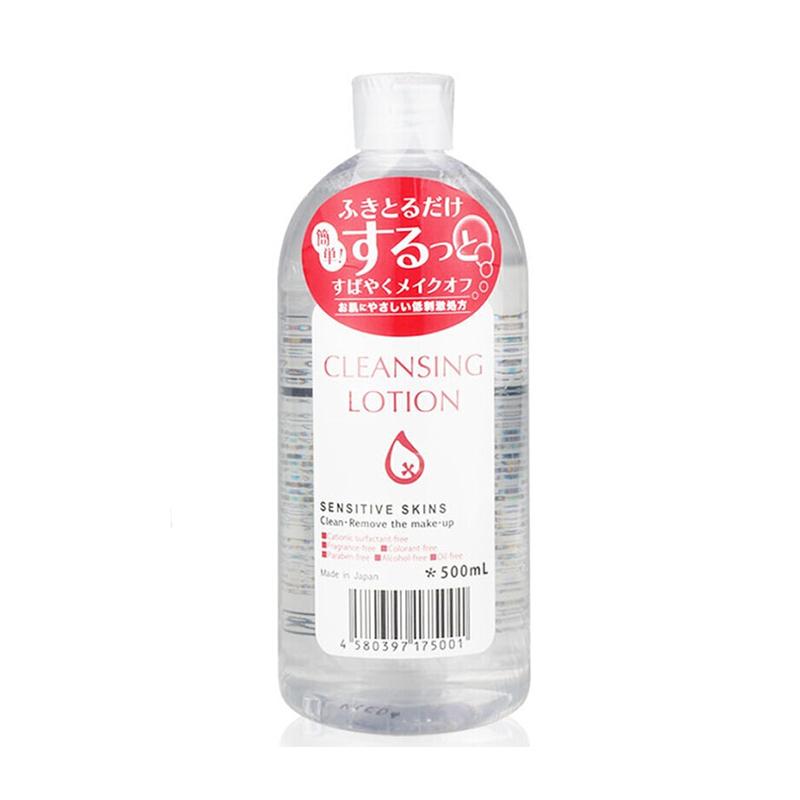 ふきとるだけ
簡単!
するっと
すばやくメイクオフ
お肌にやさしい低刺激処方
CLEANSING
LOTION
SENSITIVE SKINS
Clean・Remove the make-up
■Cationic surfactant-free
■Fragrance-free ■Colorant-free
■Paraben-free ■Alcohol-free ■Oil-free
Made in Japan
*500mL
4 580397 175001